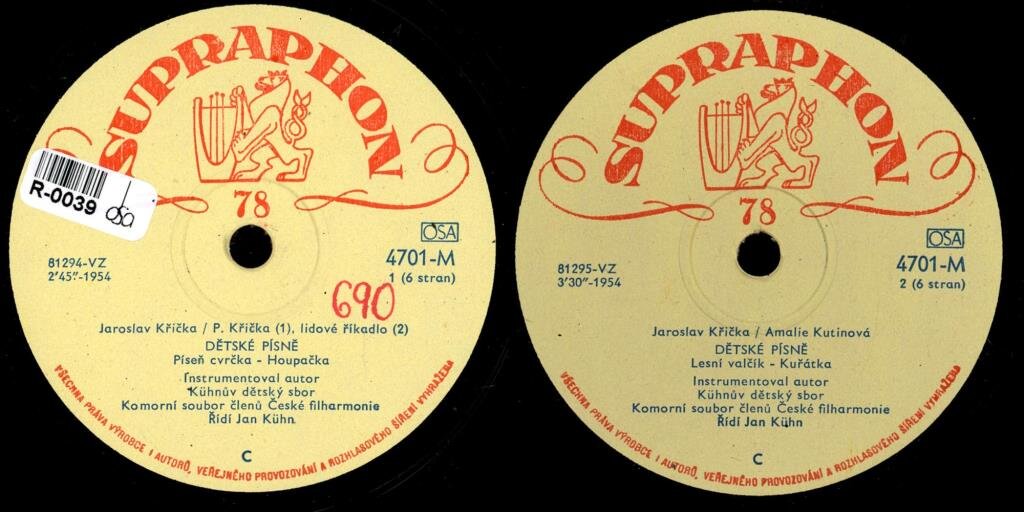 SUPRAPHON
R-0039
OSA
78
OSA
81294-VZ
2'45"-1954
4701-M
1 (6 stran)
690
Jaroslav Křička / P. Křička (1), lidové říkadlo (2)
DĚTSKÉ PÍSNĚ
Píseň cvrčka - Houpačka
Instrumentoval autor
Kühnův dětský sbor
Komorní soubor členů České filharmonie
Řídí Jan Kühn
C
VŠECHNA PRÁVA VÝROBCE I AUTORŮ, VEŘEJNÉHO PROVOZOVÁNÍ A ROZHLASOVÉHO ŠÍŘENÍ VYHRAŽENA
SUPRAPHON
78
OSA
81295-VZ
3'30"-1954
4701-M
2 (6 stran)
Jaroslav Křička / Amalie Kutinová
DĚTSKÉ PÍSNĚ
Lesní valčík - Kuřátka
Instrumentoval autor
Kühnův dětský sbor
Komorní soubor členů České filharmonie
Řídí Jan Kühn
C
VŠECHNA PRÁVA VÝROBCE I AUTORŮ, VEŘEJNÉHO PROVOZOVÁNÍ A ROZHLASOVÉHO ŠÍŘENÍ VYHRAŽENA